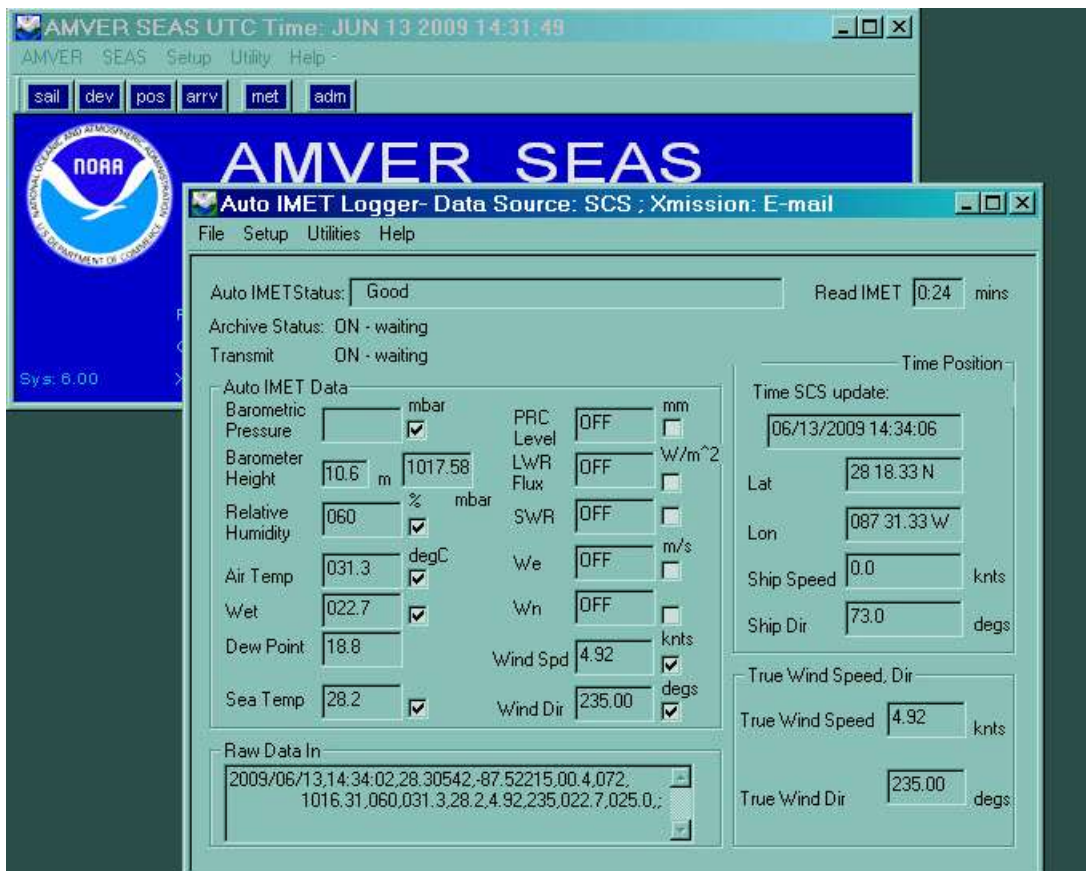 AMVER SEAS UTC Time: JUN 13 2009 14:31:49
AMVER SEAS Setup Utility Help
sail dev pos arrv met adm
NATIONAL OCEANIC AND ATMOSPHERIC ADMINISTRATION
NOAA
U.S. DEPARTMENT OF COMMERCE
AMVER SEAS
Sys: 6.00
Auto IMET Logger- Data Source: SCS ; Xmission: E-mail
File Setup Utilities Help
Auto IMETStatus: Good
Read IMET 0:24 mins
Archive Status: ON - waiting
Transmit ON - waiting
Auto IMET Data
Barometric Pressure mbar
Barometer Height 10.6 m 1017.58 mbar
Relative Humidity 060 %
Air Temp 031.3 degC
Wet 022.7
Dew Point 18.8
Sea Temp 28.2
PRC Level OFF mm
LWR Flux OFF W/m^2
SWR OFF
We OFF m/s
Wn OFF
Wind Spd 4.92 knts
Wind Dir 235.00 degs
Time Position
Time SCS update:
06/13/2009 14:34:06
Lat 28 18.33 N
Lon 087 31.33 W
Ship Speed 0.0 knts
Ship Dir 73.0 degs
True Wind Speed, Dir
True Wind Speed 4.92 knts
True Wind Dir 235.00 degs
Raw Data In
2009/06/13,14:34:02,28.30542,-87.52215,00.4,072,
1016.31,060,031.3,28.2,4.92,235,022.7,025.0,;